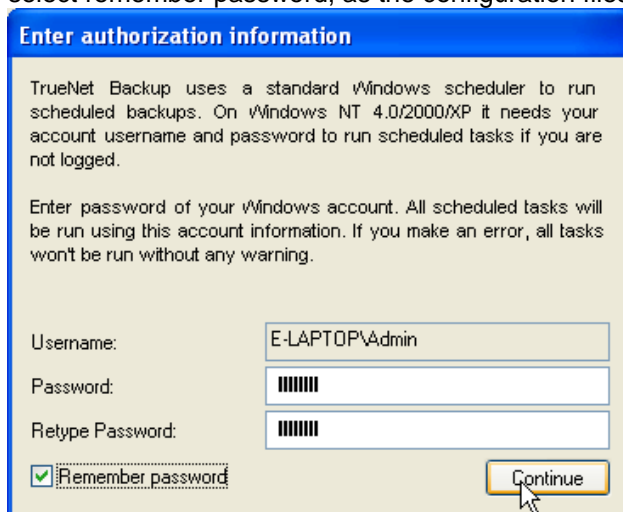 select remember password, as the configuration files
Enter authorization information
TrueNet Backup uses a standard Windows scheduler to run
scheduled backups. On Windows NT 4.0/2000/XP it needs your
account username and password to run scheduled tasks if you are
not logged.
Enter password of your Windows account. All scheduled tasks will
be run using this account information. If you make an error, all tasks
won't be run without any warning.
Username: E-LAPTOP\Admin
Password:
Retype Password:
Remember password Continue